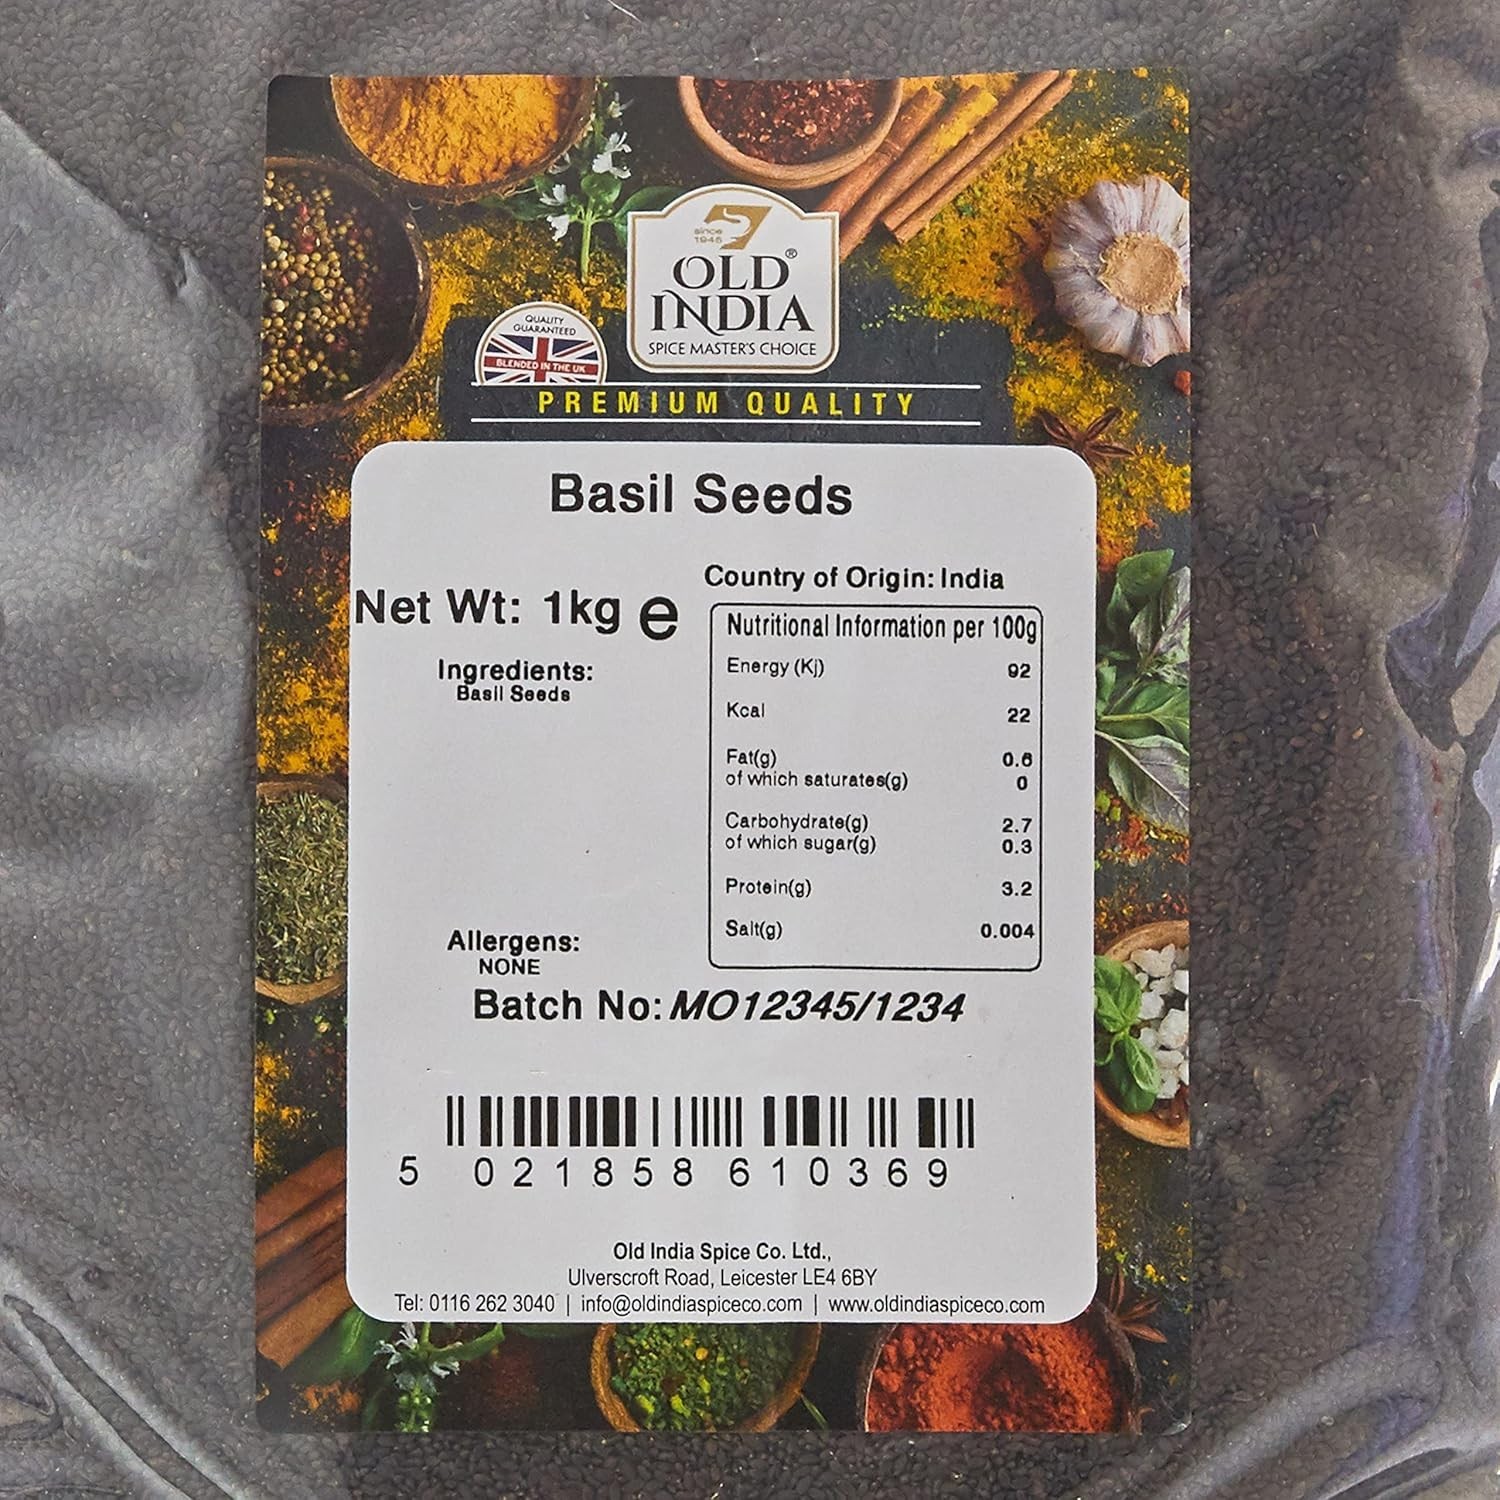 since
1945
OLD®
INDIA
SPICE MASTER'S CHOICE
QUALITY
GUARANTEED
BLENDED IN THE UK
PREMIUM QUALITY
Basil Seeds
Net Wt: 1kg e
Ingredients:
Basil Seeds
Country of Origin: India
Nutritional Information per 100g
Energy (Kj) 92
Kcal 22
Fat(g) 0.6
of which saturates(g) 0
Carbohydrate(g) 2.7
of which sugar(g) 0.3
Protein(g) 3.2
Salt(g) 0.004
Allergens:
NONE
Batch No: MO12345/1234
5 021858 610369
Old India Spice Co. Ltd.,
Ulverscroft Road, Leicester LE4 6BY
Tel: 0116 262 3040 | info@oldindiaspiceco.com | www.oldindiaspiceco.com